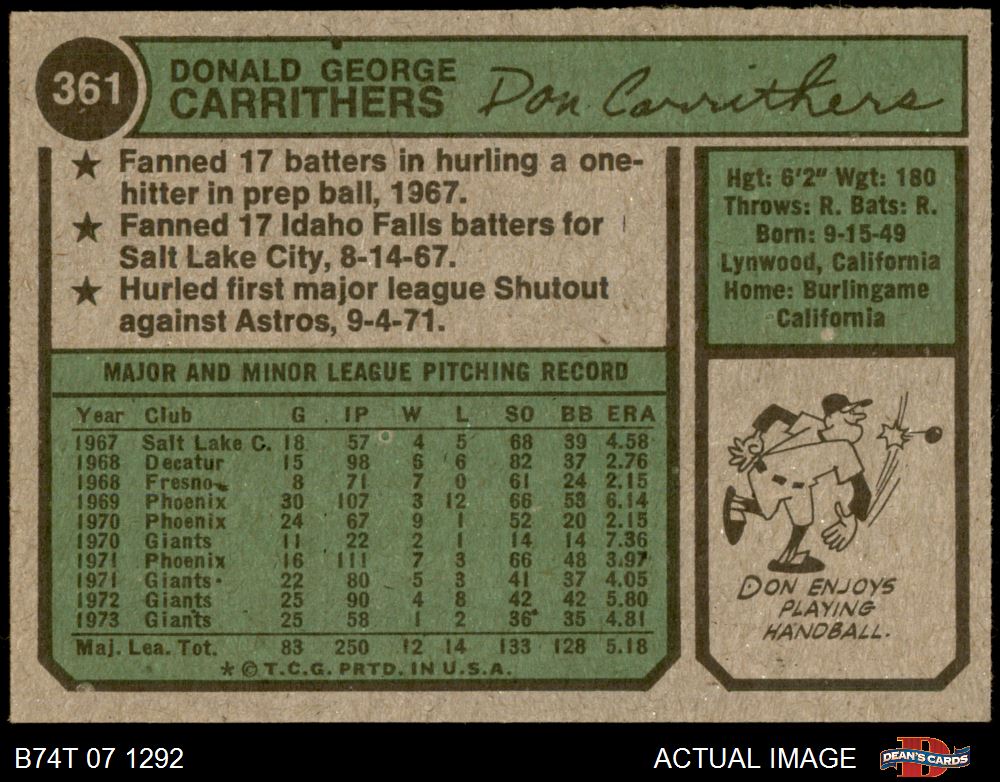 361
DONALD GEORGE
CARRITHERS
Don Carrithers
★ Fanned 17 batters in hurling a one-
hitter in prep ball, 1967.
★ Fanned 17 Idaho Falls batters for
Salt Lake City, 8-14-67.
★ Hurled first major league Shutout
against Astros, 9-4-71.
Hgt: 6'2" Wgt: 180
Throws: R. Bats: R.
Born: 9-15-49
Lynwood, California
Home: Burlingame
California
MAJOR AND MINOR LEAGUE PITCHING RECORD
Year Club G IP W L SO BB ERA
1967 Salt Lake C. 18 57 4 5 68 39 4.58
1968 Decatur 15 98 6 6 82 37 2.76
1968 Fresno 8 71 7 0 61 24 2.15
1969 Phoenix 30 107 3 12 66 53 6.14
1970 Phoenix 24 67 9 1 52 20 2.15
1970 Giants 11 22 2 1 14 14 7.36
1971 Phoenix 16 111 7 3 66 48 3.97
1971 Giants 22 80 5 3 41 37 4.05
1972 Giants 25 90 4 8 42 42 5.80
1973 Giants 25 58 1 2 36 35 4.81
Maj. Lea. Tot. 83 250 12 14 133 128 5.18
* © T.C.G. PRTD. IN U.S.A.
DON ENJOYS
PLAYING
HANDBALL.
B74T 07 1292
ACTUAL IMAGE
DEAN'S CARDS